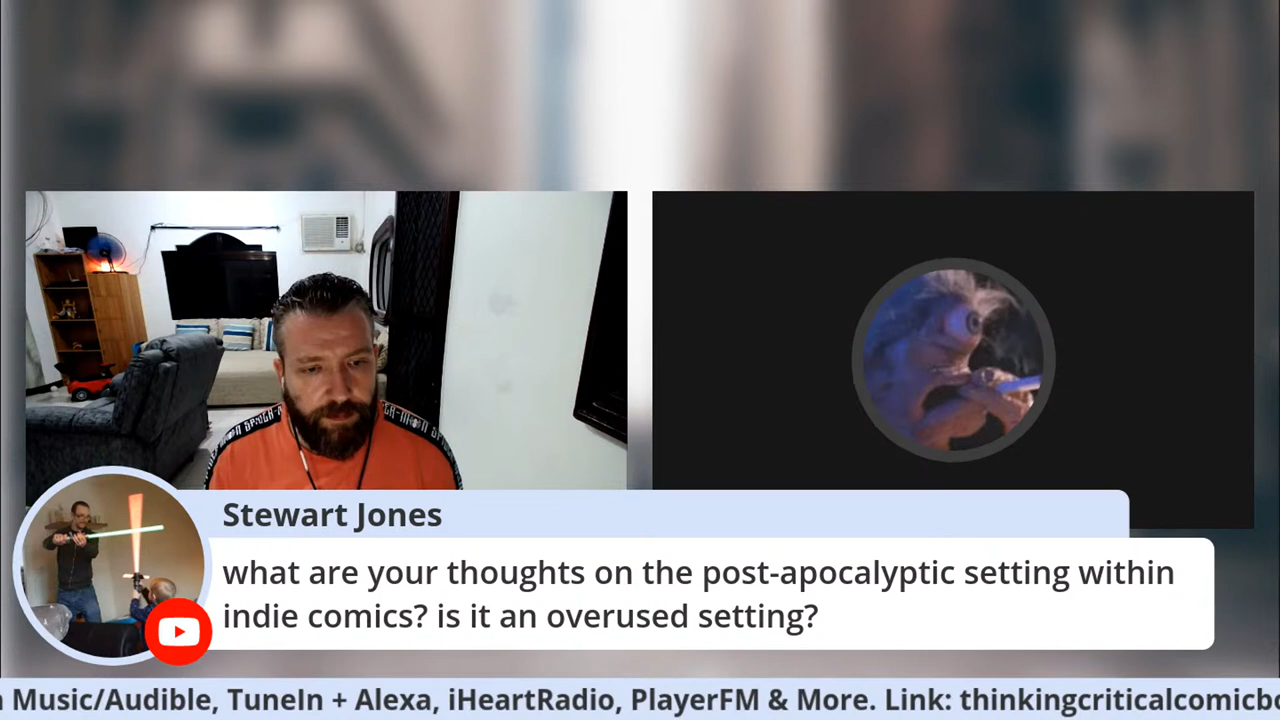 Stewart Jones
what are your thoughts on the post-apocalyptic setting within
indie comics? is it an overused setting?
Music/Audible, TuneIn + Alexa, iHeartRadio, PlayerFM & More. Link: thinkingcriticalcomicb